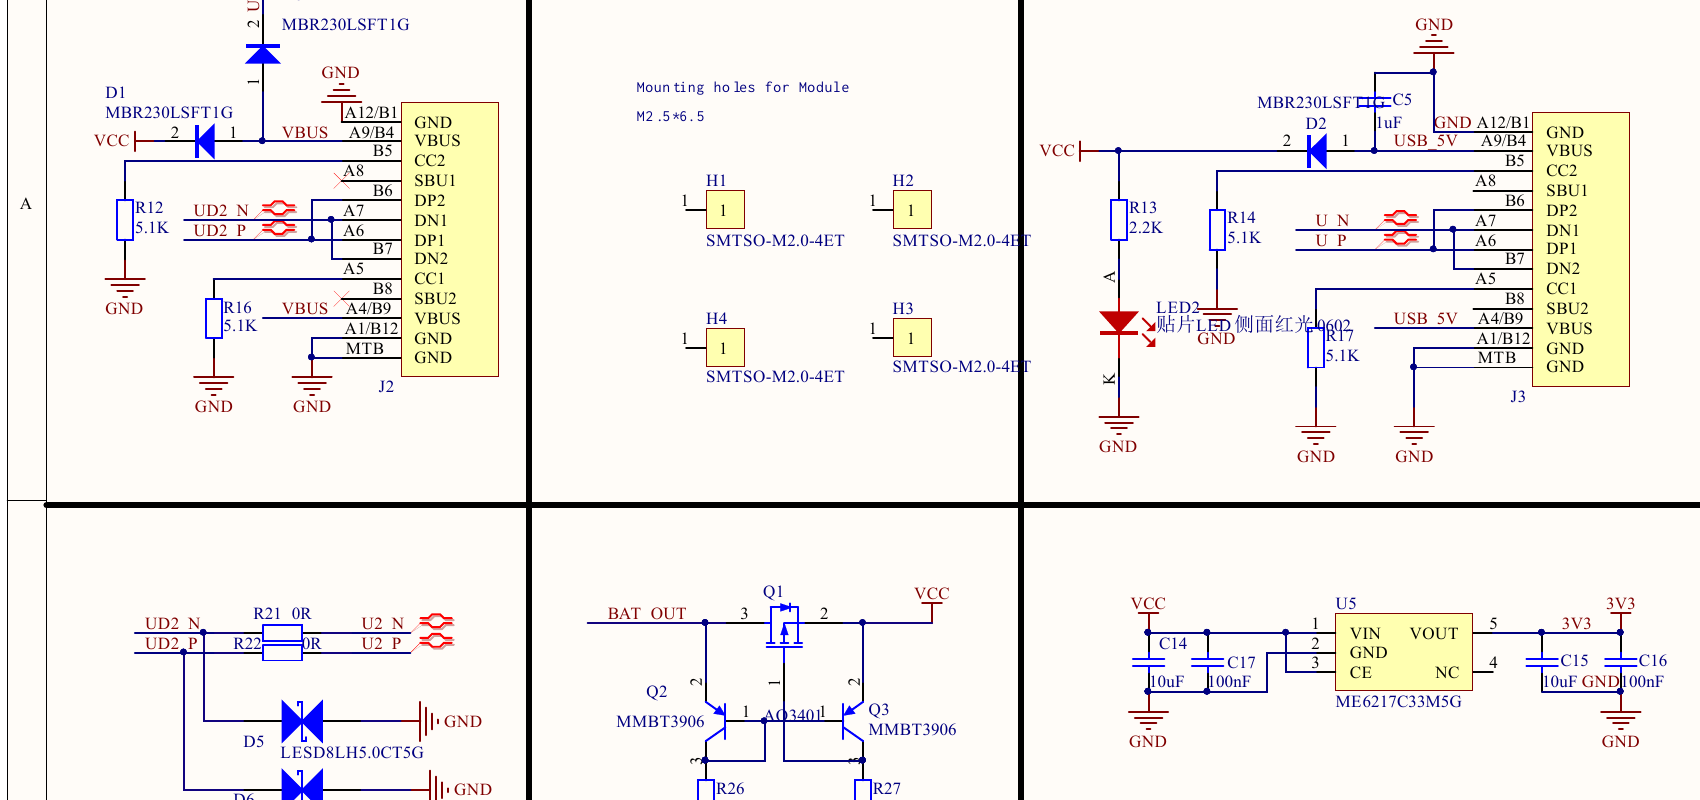 MBR230LSFT1G
2
1
GND
D1
MBR230LSFT1G
VCC
2
1
VBUS
A12/B1
GND
A9/B4
VBUS
B5
CC2
A8
SBU1
B6
DP2
UD2_N
A7
DN1
UD2_P
A6
DP1
B7
DN2
A5
CC1
B8
SBU2
VBUS
A4/B9
VBUS
A1/B12
GND
MTB
GND
J2
R12
5.1K
GND
R16
5.1K
GND
GND
A
Mounting holes for Module
M2.5*6.5
H1
1
1
SMTSO-M2.0-4ET
H2
1
1
SMTSO-M2.0-4ET
H4
1
1
SMTSO-M2.0-4ET
H3
1
1
SMTSO-M2.0-4ET
GND
MBR230LSFT1G
C5
1uF
D2
VCC
2
1
USB_5V
GND
A12/B1
GND
A9/B4
VBUS
B5
CC2
A8
SBU1
B6
DP2
U_N
A7
DN1
U_P
A6
DP1
B7
DN2
A5
CC1
B8
SBU2
USB_5V
A4/B9
VBUS
A1/B12
GND
MTB
GND
J3
R13
2.2K
R14
5.1K
A
LED2
贴片LED 侧面红光 0602
K
GND
GND
R17
5.1K
GND
GND
UD2_N
R21 0R
U2_N
UD2_P
R22 0R
U2_P
GND
D5
LESD8LH5.0CT5G
GND
D6
BAT_OUT
Q1
3
2
VCC
1
AO3401
Q2
MMBT3906
2
1
3
Q3
MMBT3906
2
1
3
R26
R27
VCC
U5
1
VIN
VOUT
5
2
GND
3
CE
NC
4
ME6217C33M5G
3V3
3V3
C14
10uF
C17
100nF
C15
10uF
GND
C16
100nF
GND
GND